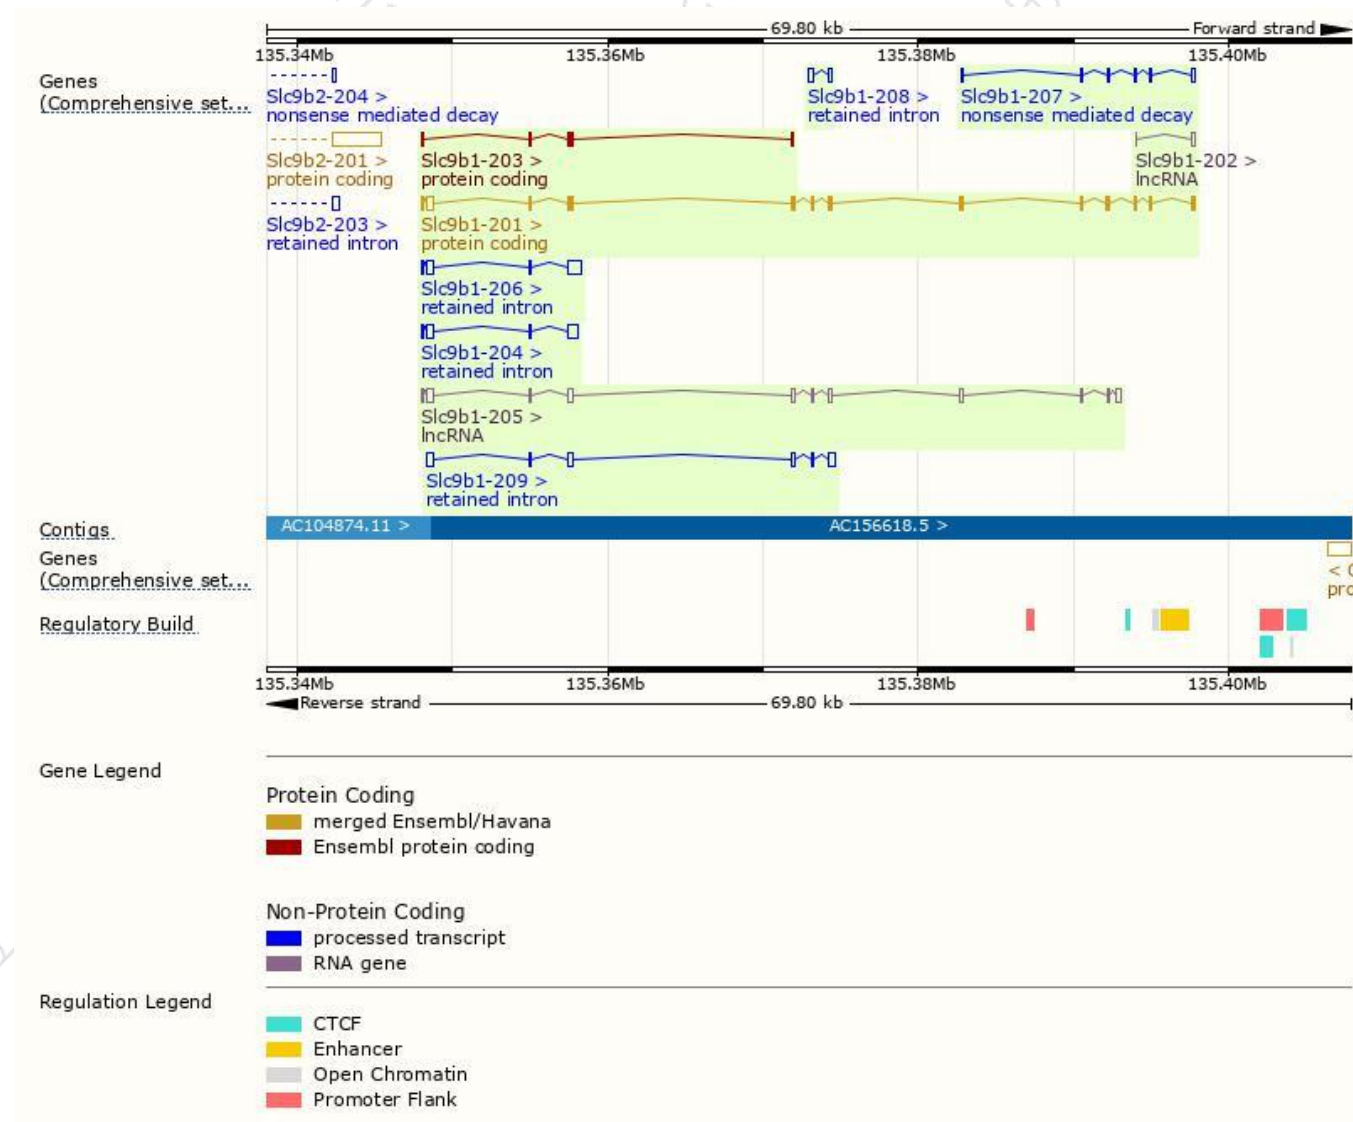 69.80 kb Forward strand
135.34Mb 135.36Mb 135.38Mb 135.40Mb
Genes
(Comprehensive set...
Slc9b2-204 > Slc9b1-208 > Slc9b1-207 >
nonsense mediated decay retained intron nonsense mediated decay
Slc9b2-201 > Slc9b1-203 > Slc9b1-202 >
protein coding protein coding lncRNA
Slc9b2-203 > Slc9b1-201 >
retained intron protein coding
Slc9b1-206 >
retained intron
Slc9b1-204 >
retained intron
Slc9b1-205 >
lncRNA
Slc9b1-209 >
retained intron
Contigs AC104874.11 > AC156618.5 >
Genes
(Comprehensive set...
<
pro
Regulatory Build
135.34Mb 135.36Mb 135.38Mb 135.40Mb
Reverse strand 69.80 kb
Gene Legend
Protein Coding
merged Ensembl/Havana
Ensembl protein coding
Non-Protein Coding
processed transcript
RNA gene
Regulation Legend
CTCF
Enhancer
Open Chromatin
Promoter Flank